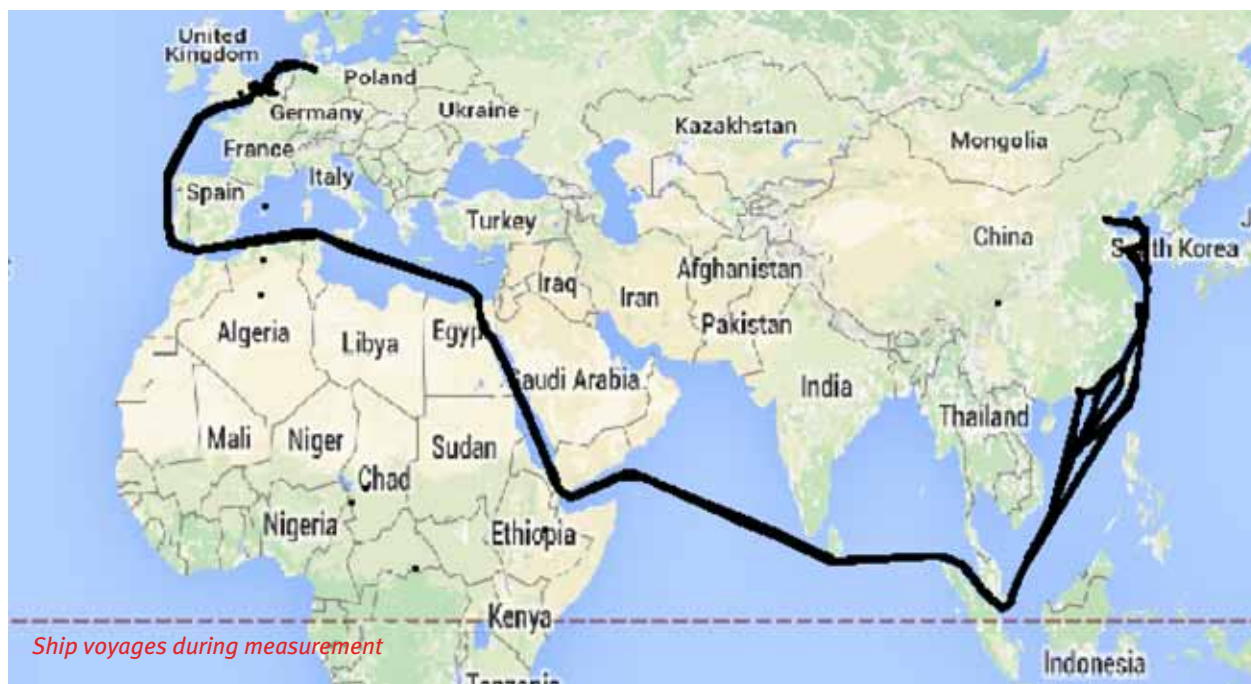 United
Kingdom
Poland
Germany
Ukraine
France
Kazakhstan
Mongolia
Italy
Spain
Turkey
China
South Korea
Afghanistan
Iraq
Iran
Pakistan
Algeria
Libya
Egypt
Saudi Arabia
India
Thailand
Mali
Niger
Sudan
Chad
Nigeria
Ethiopia
Kenya
Ship voyages during measurement
Indonesia
Tanzania